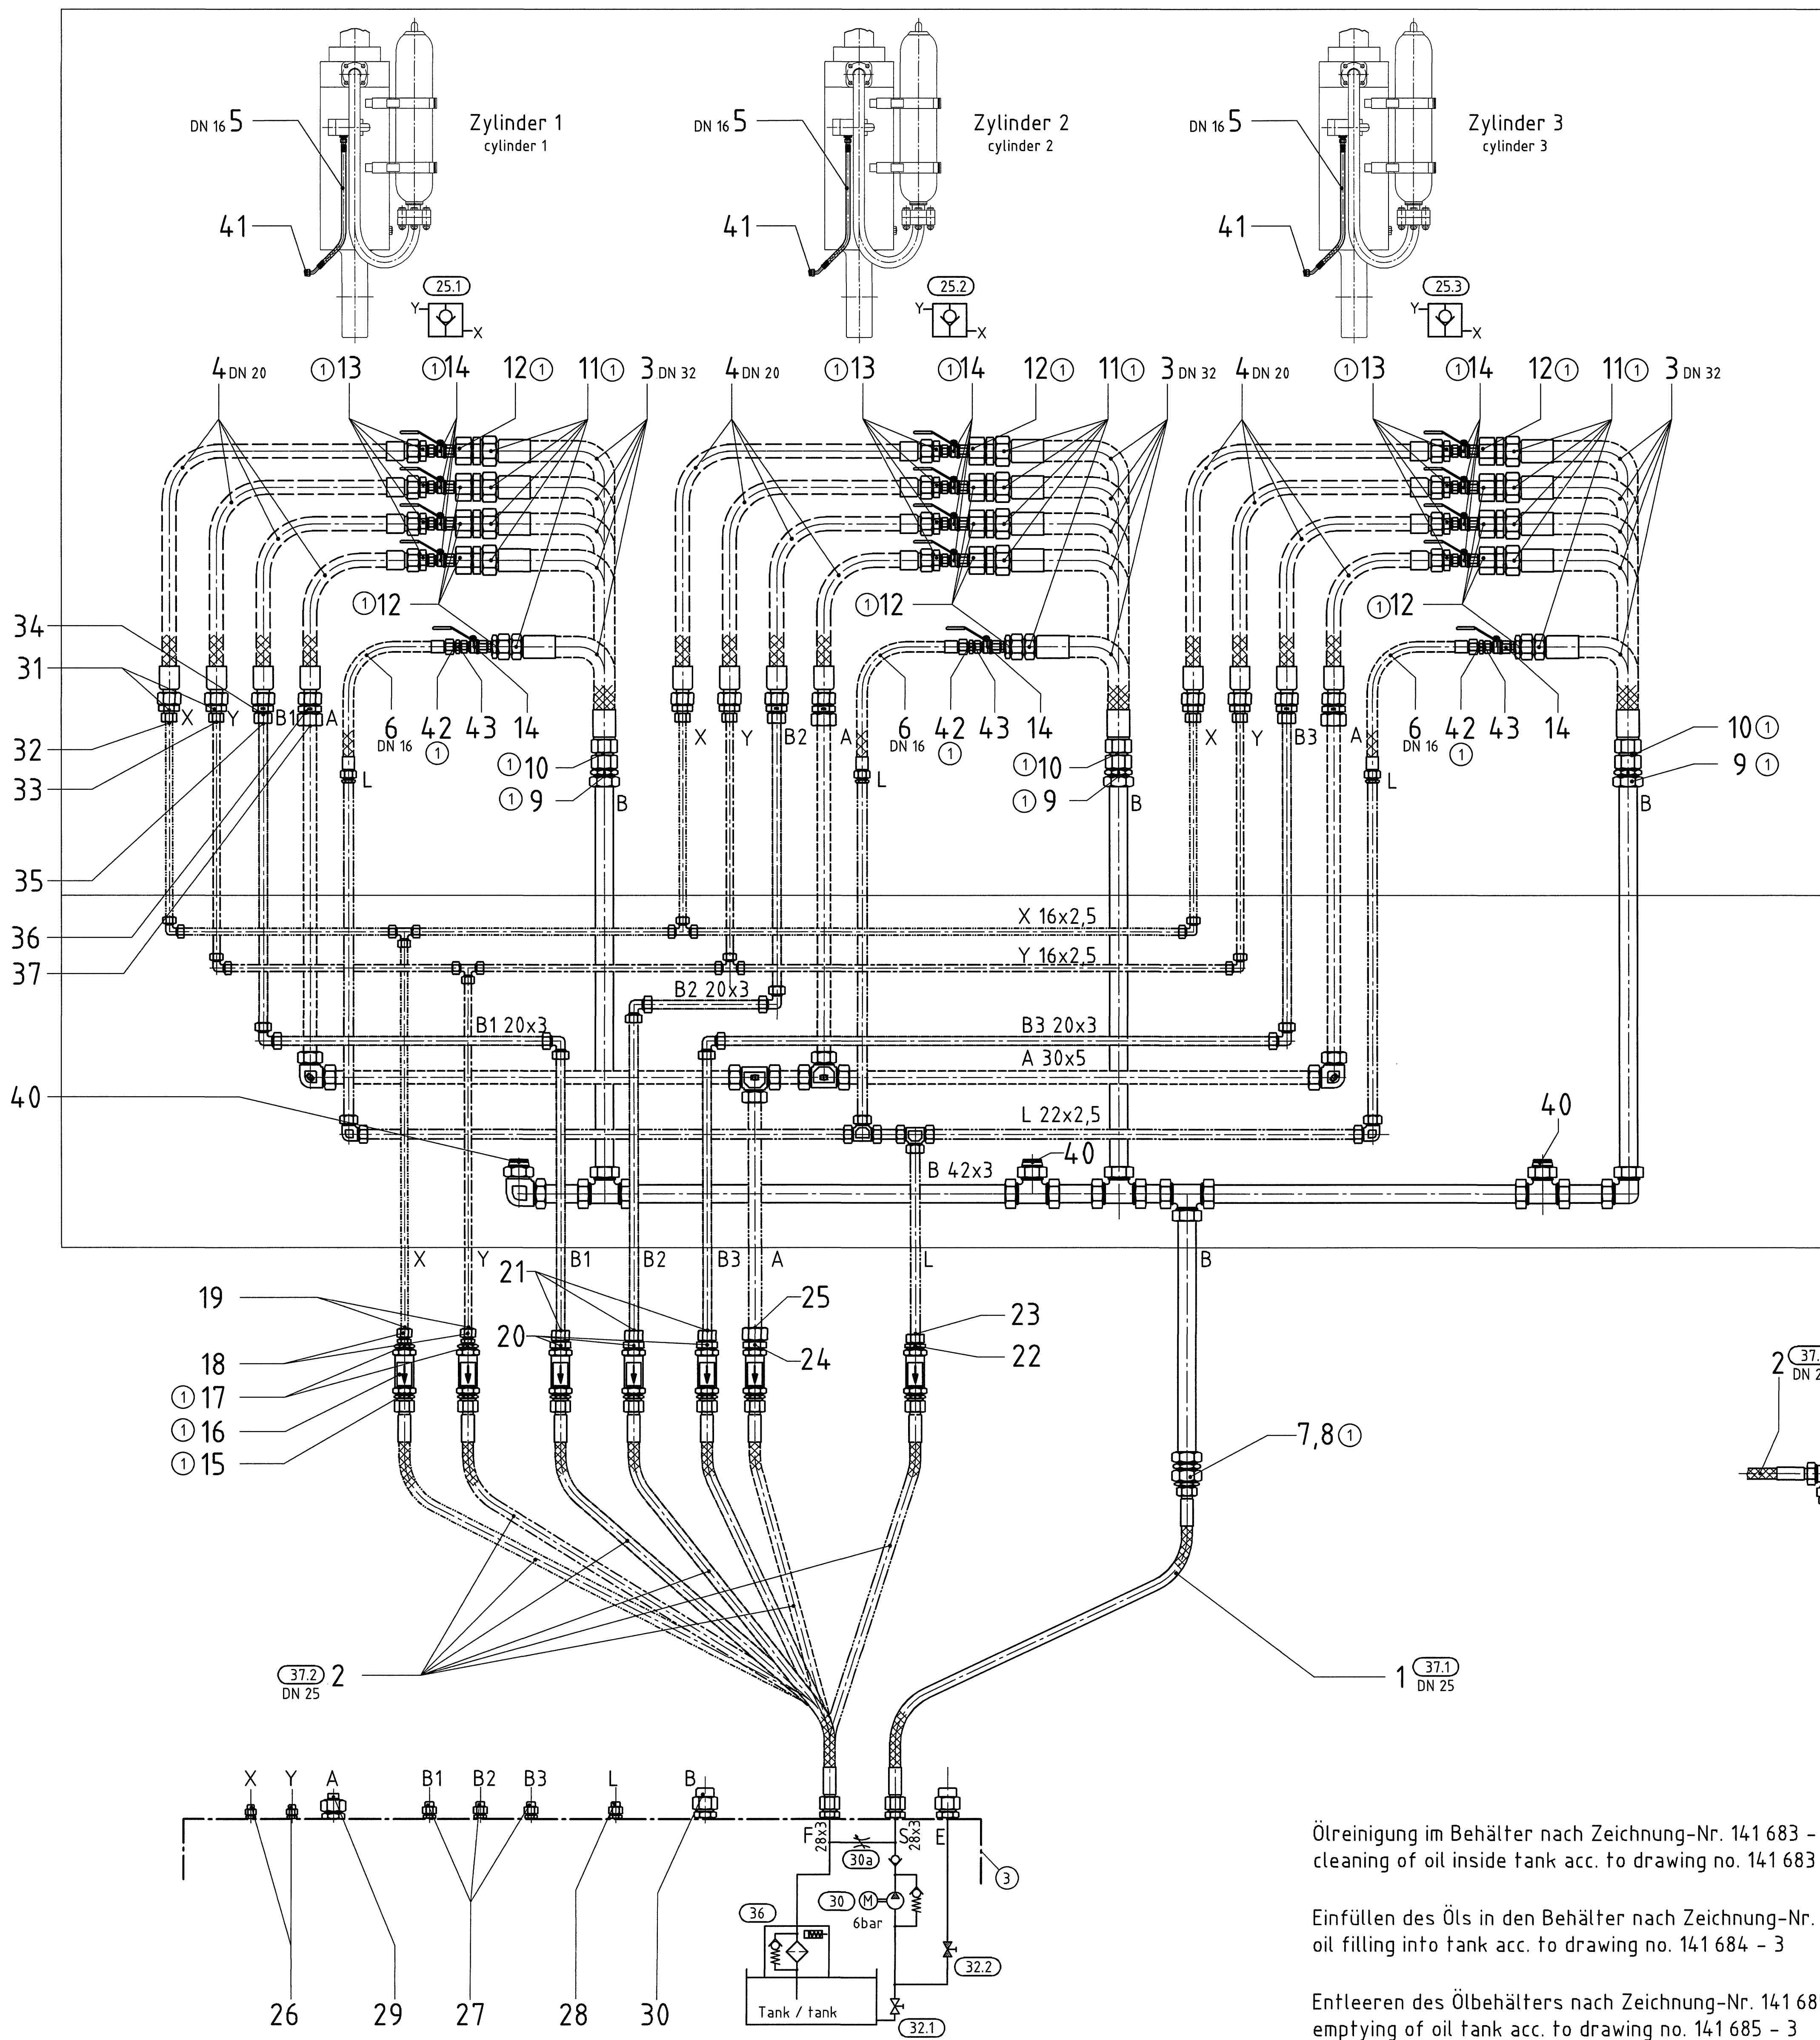 DN 16 5
Zylinder 1
cylinder 1
41
25.1
Y
X
DN 16 5
Zylinder 2
cylinder 2
41
25.2
Y
X
DN 16 5
Zylinder 3
cylinder 3
41
25.3
Y
X
4 DN 20 ① 13 ① 14 12 ① 11 ① 3 DN 32
4 DN 20 ① 13 ① 14 12 ① 11 ① 3 DN 32
4 DN 20 ① 13 ① 14 12 ① 11 ① 3 DN 32
① 12 ① 12 ① 12
34
31
32
33
35
36
37
40
X Y B1 A
6 DN 16 42 ① 43 14
① 10
① 9
L B
X Y B2 A
6 DN 16 42 ① 43 14
① 10
① 9
L B
X Y B3 A
6 DN 16 42 ① 43 14
10 ①
9 ①
L B
X 16x2,5
Y 16x2,5
B2 20x3
B1 20x3
B3 20x3
A 30x5
L 22x2,5
40
40
B 42x3
X Y B1 B2 B3 A L B
19
18
① 17
① 16
① 15
21
20
25
24
23
22
7,8 ①
2
DN 2
37.2 2
DN 25
1 37.1
DN 25
X Y A B1 B2 B3 L B
F 28x3 S 28x3 E
30a
③
30 M
6bar
36
32.2
Tank / tank
32.1
26 29 27 28 30
Ölreinigung im Behälter nach Zeichnung-Nr. 141 683 -
cleaning of oil inside tank acc. to drawing no. 141 683
Einfüllen des Öls in den Behälter nach Zeichnung-Nr.
oil filling into tank acc. to drawing no. 141 684 - 3
Entleeren des Ölbehälters nach Zeichnung-Nr. 141 68
emptying of oil tank acc. to drawing no. 141 685 - 3